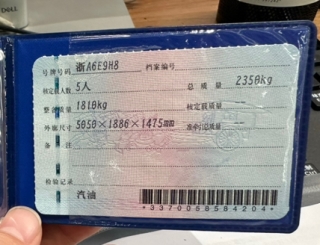 DELL
号牌号码 浙A6E9H8 档案编号
核定载人数 5人 总质量 2350kg
整备质量 1810kg 核定载质量
外廓尺寸 5050×1886×1475mm 准牵引总质量
备注
检验记录
汽油
*3370058584204*